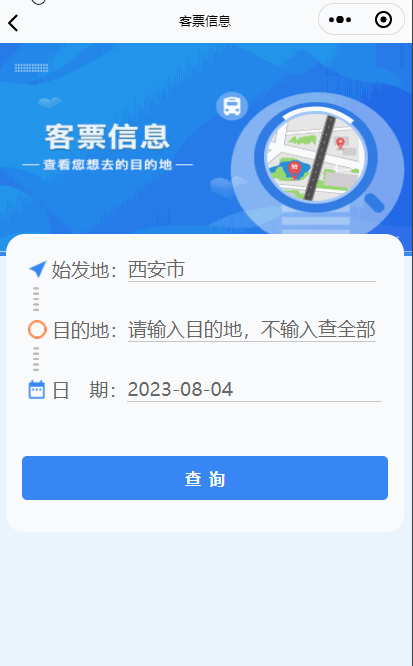 客票信息
客票信息
查看您想去的目的地
始发地：西安市
目的地：请输入目的地，不输入查全部
日 期：2023-08-04
查 询